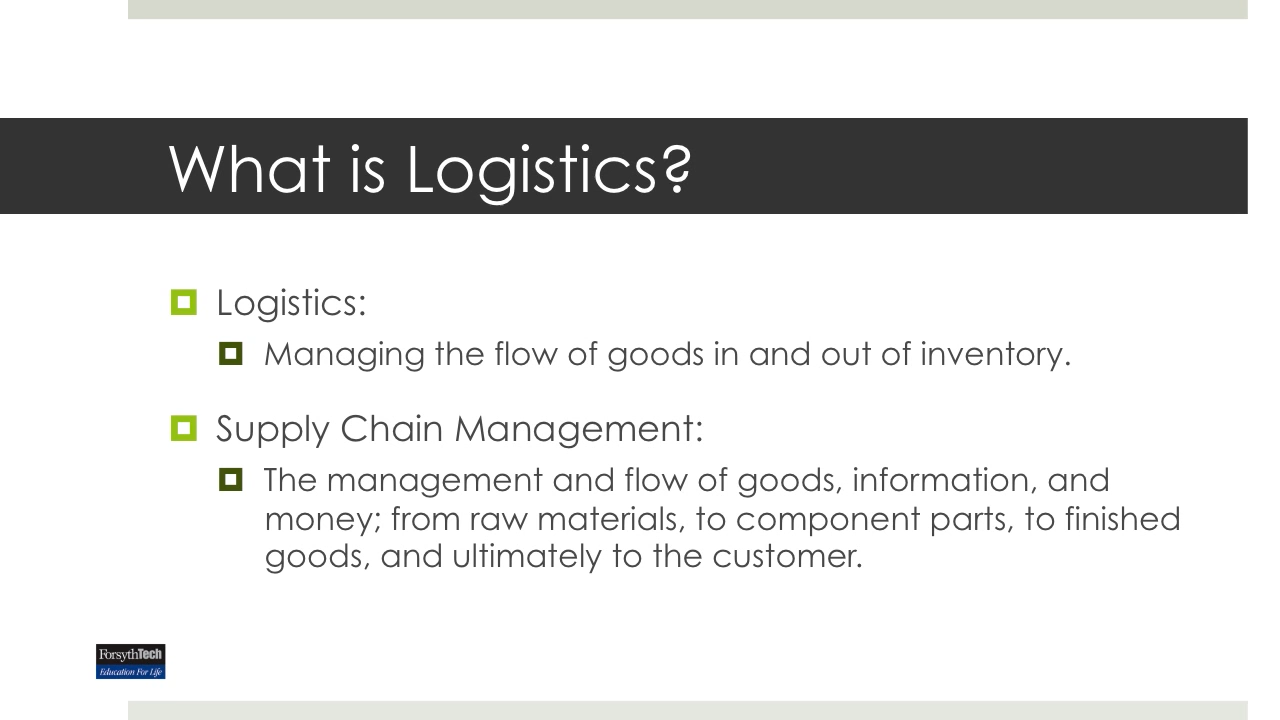 What is Logistics?
Logistics:
Managing the flow of goods in and out of inventory.
Supply Chain Management:
The management and flow of goods, information, and
money; from raw materials, to component parts, to finished
goods, and ultimately to the customer.
ForsythTech
Education For Life